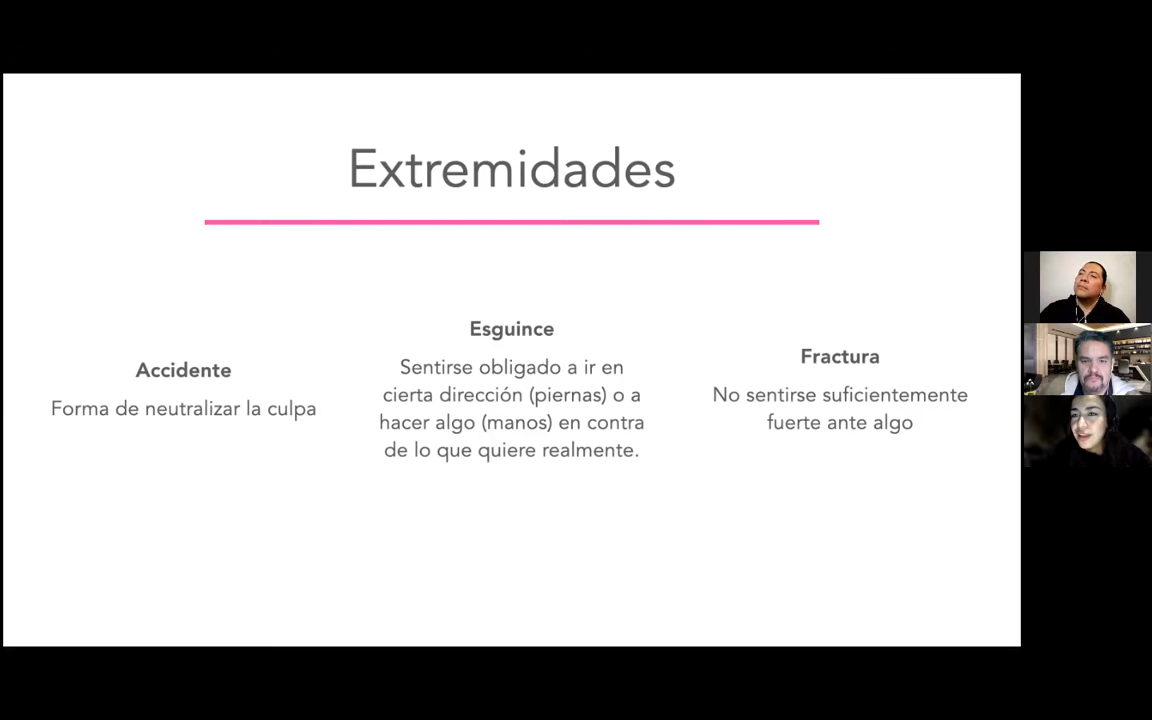 Extremidades
Accidente
Forma de neutralizar la culpa
Esguince
Sentirse obligado a ir en
cierta dirección (piernas) o a
hacer algo (manos) en contra
de lo que quiere realmente.
Fractura
No sentirse suficientemente
fuerte ante algo